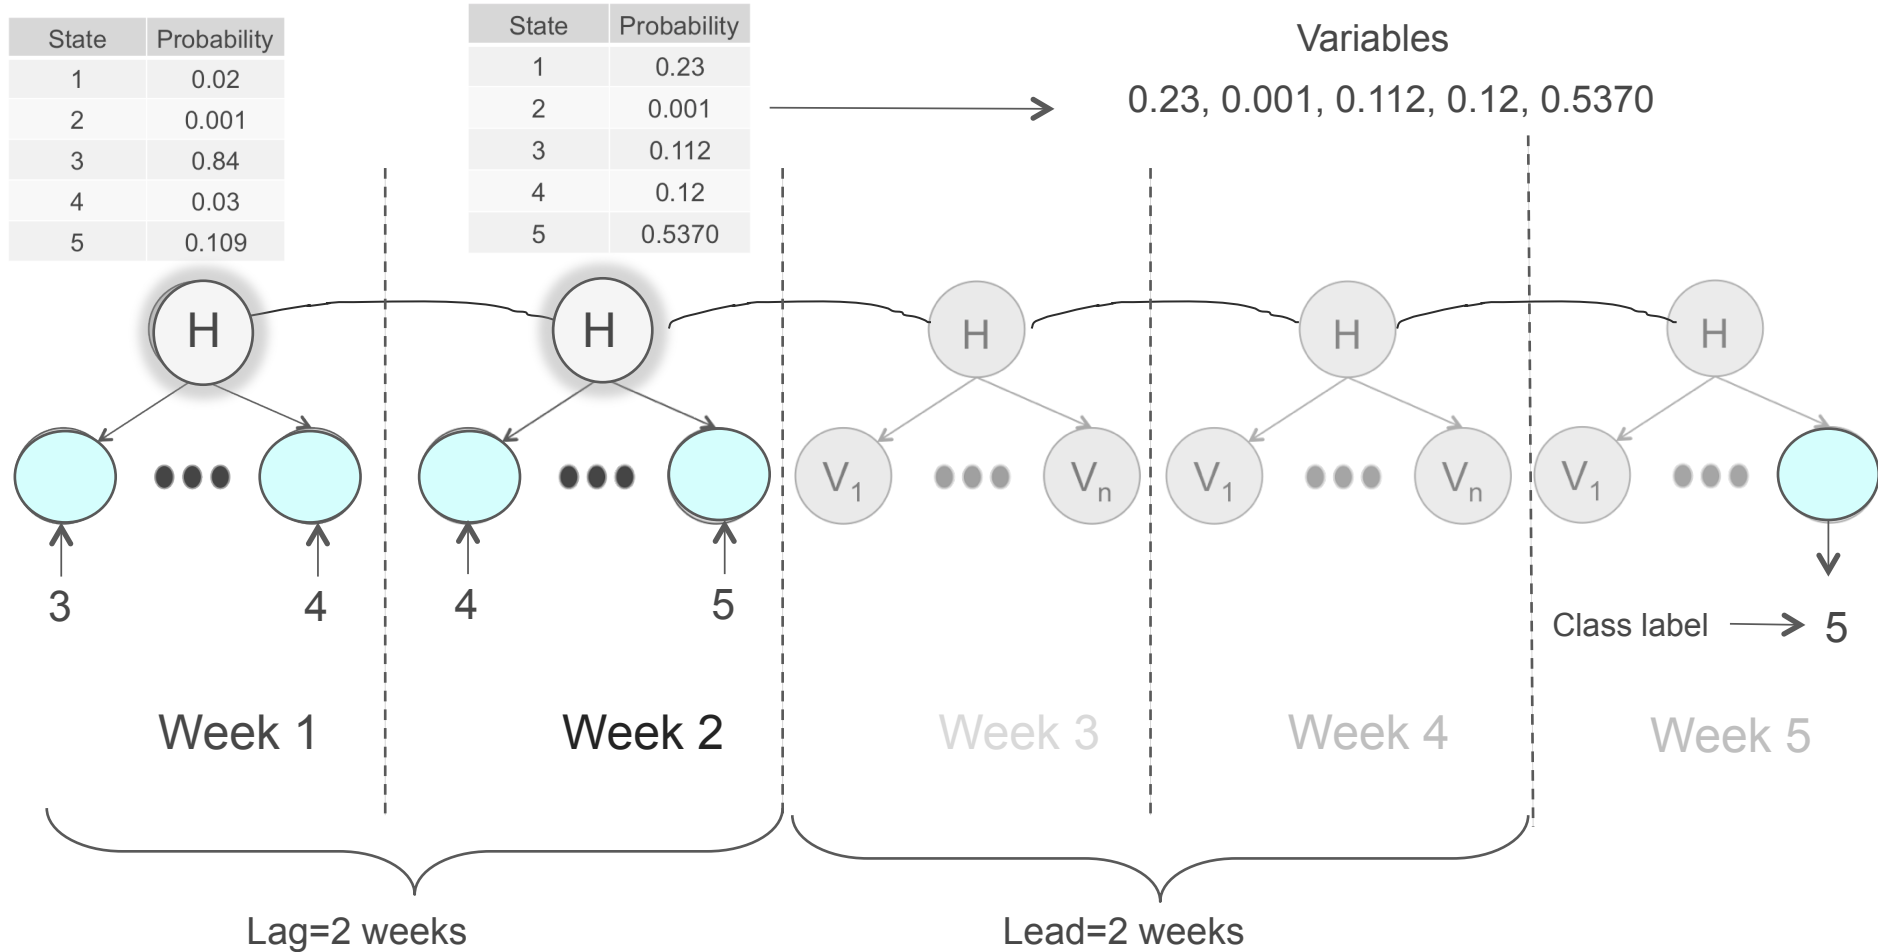 State Probability
1 0.02
2 0.001
3 0.84
4 0.03
5 0.109
State Probability
1 0.23
2 0.001
3 0.112
4 0.12
5 0.5370
Variables
0.23, 0.001, 0.112, 0.12, 0.5370
H H H H H
V1 Vn V1 Vn V1
3 4 4 5
Class label 5
Week 1 Week 2 Week 3 Week 4 Week 5
Lag=2 weeks Lead=2 weeks